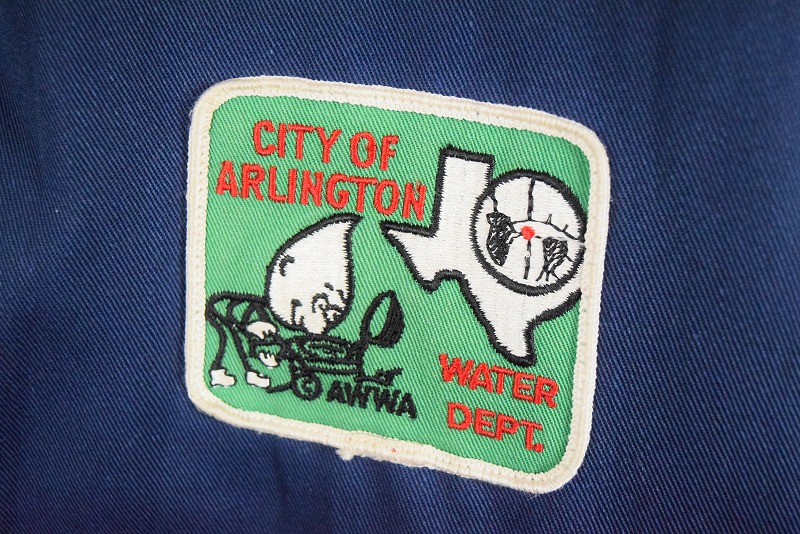 CITY OF
ARLINGTON
© AWWA
WATER
DEPT.